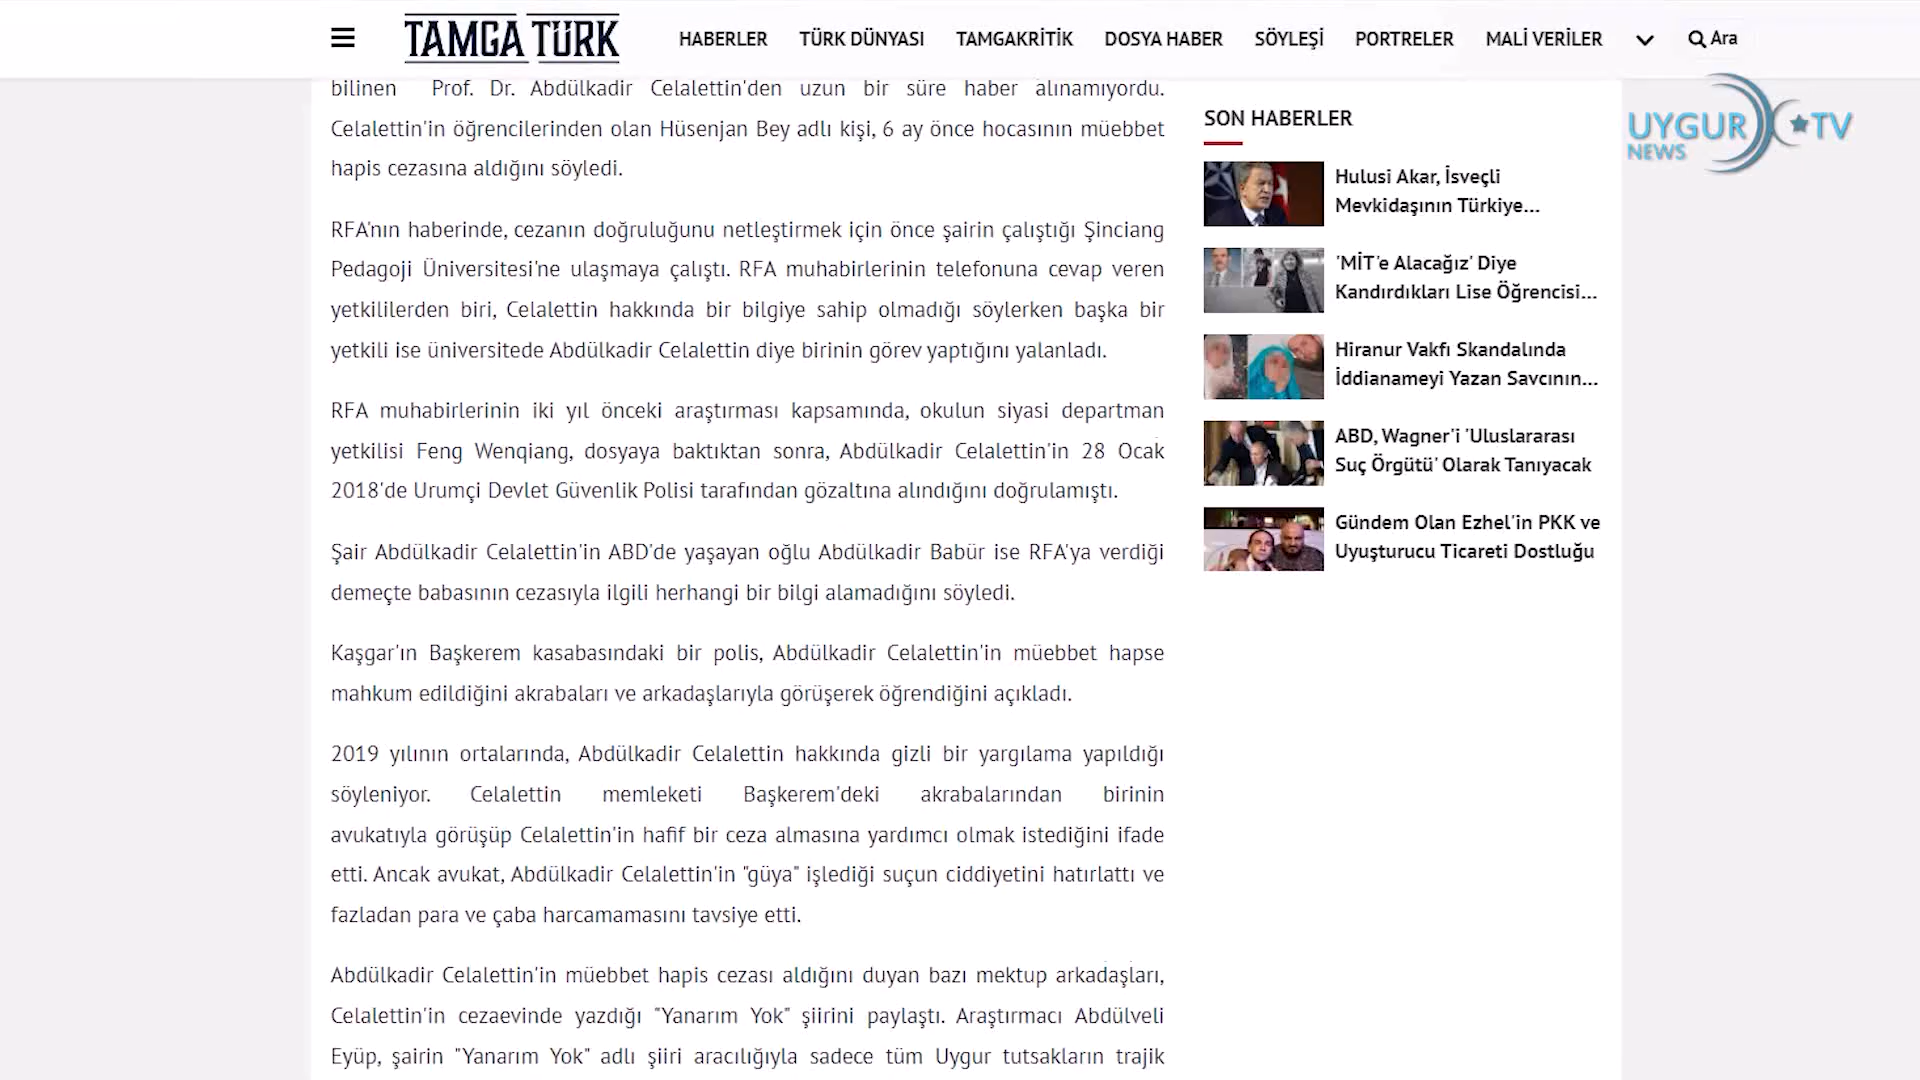 TAMGA TÜRK
HABERLER TÜRK DÜNYASI TAMGAKRİTİK DOSYA HABER SÖYLEŞİ PORTRELER MALİ VERİLER Ara
UYGUR TV
NEWS
bilinen Prof. Dr. Abdülkadir Celalettin'den uzun bir süre haber alınamıyordu.
Celalettin'in öğrencilerinden olan Hüsenjan Bey adlı kişi, 6 ay önce hocasının müebbet
hapis cezasına aldığını söyledi.
RFA'nın haberinde, cezanın doğruluğunu netleştirmek için önce şairin çalıştığı Şinciang
Pedagoji Üniversitesi'ne ulaşmaya çalıştı. RFA muhabirlerinin telefonuna cevap veren
yetkililerden biri, Celalettin hakkında bir bilgiye sahip olmadığı söylerken başka bir
yetkili ise üniversitede Abdülkadir Celalettin diye birinin görev yaptığını yalanladı.
RFA muhabirlerinin iki yıl önceki araştırması kapsamında, okulun siyasi departman
yetkilisi Feng Wenqiang, dosyaya baktıktan sonra, Abdülkadir Celalettin'in 28 Ocak
2018'de Urumçi Devlet Güvenlik Polisi tarafından gözaltına alındığını doğrulamıştı.
Şair Abdülkadir Celalettin'in ABD'de yaşayan oğlu Abdülkadir Babür ise RFA'ya verdiği
demeçte babasının cezasıyla ilgili herhangi bir bilgi alamadığını söyledi.
Kaşgar'ın Başkerem kasabasındaki bir polis, Abdülkadir Celalettin'in müebbet hapse
mahkum edildiğini akrabaları ve arkadaşlarıyla görüşerek öğrendiğini açıkladı.
2019 yılının ortalarında, Abdülkadir Celalettin hakkında gizli bir yargılama yapıldığı
söyleniyor. Celalettin memleketi Başkerem'deki akrabalarından birinin
avukatıyla görüşüp Celalettin'in hafif bir ceza almasına yardımcı olmak istediğini ifade
etti. Ancak avukat, Abdülkadir Celalettin'in "güya" işlediği suçun ciddiyetini hatırlattı ve
fazladan para ve çaba harcamamasını tavsiye etti.
Abdülkadir Celalettin'in müebbet hapis cezası aldığını duyan bazı mektup arkadaşları,
Celalettin'in cezaevinde yazdığı "Yanarım Yok" şiirini paylaştı. Araştırmacı Abdülveli
Eyüp, şairin "Yanarım Yok" adlı şiiri aracılığıyla sadece tüm Uygur tutsakların trajik
SON HABERLER
Hulusi Akar, İsveçli
Mevkidaşının Türkiye...
'MİT'e Alacağız' Diye
Kandırdıkları Lise Öğrencisi...
Hiranur Vakfı Skandalında
İddianameyi Yazan Savcının...
ABD, Wagner'i 'Uluslararası
Suç Örgütü' Olarak Tanıyacak
Gündem Olan Ezhel'in PKK ve
Uyuşturucu Ticareti Dostluğu